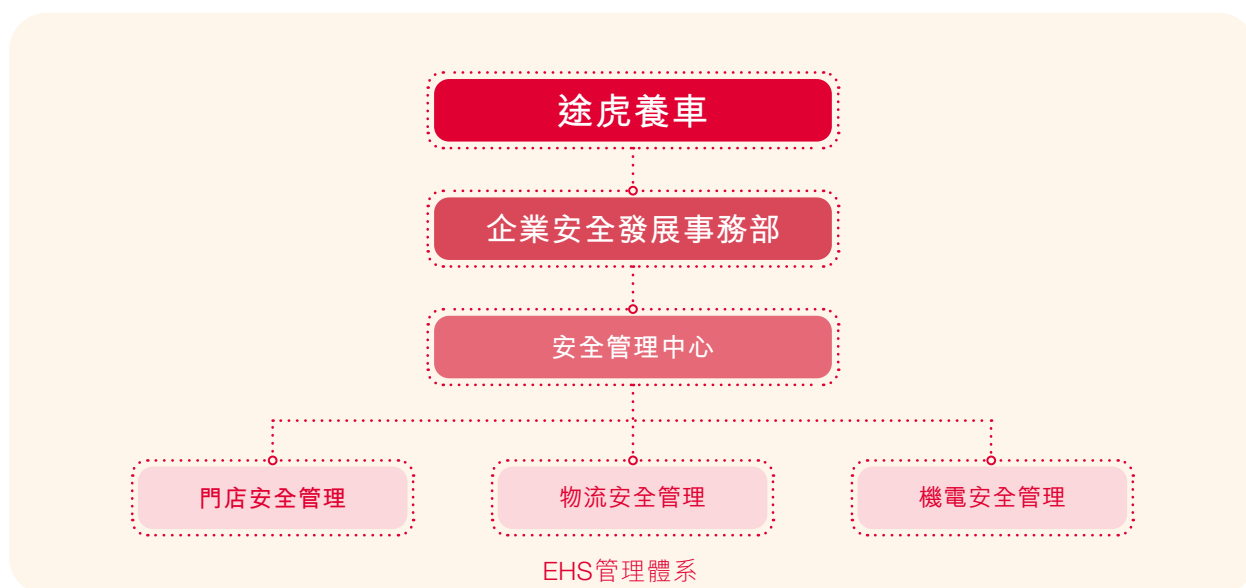 途虎養車
企業安全發展事務部
安全管理中心
門店安全管理
物流安全管理
機電安全管理
EHS管理體系